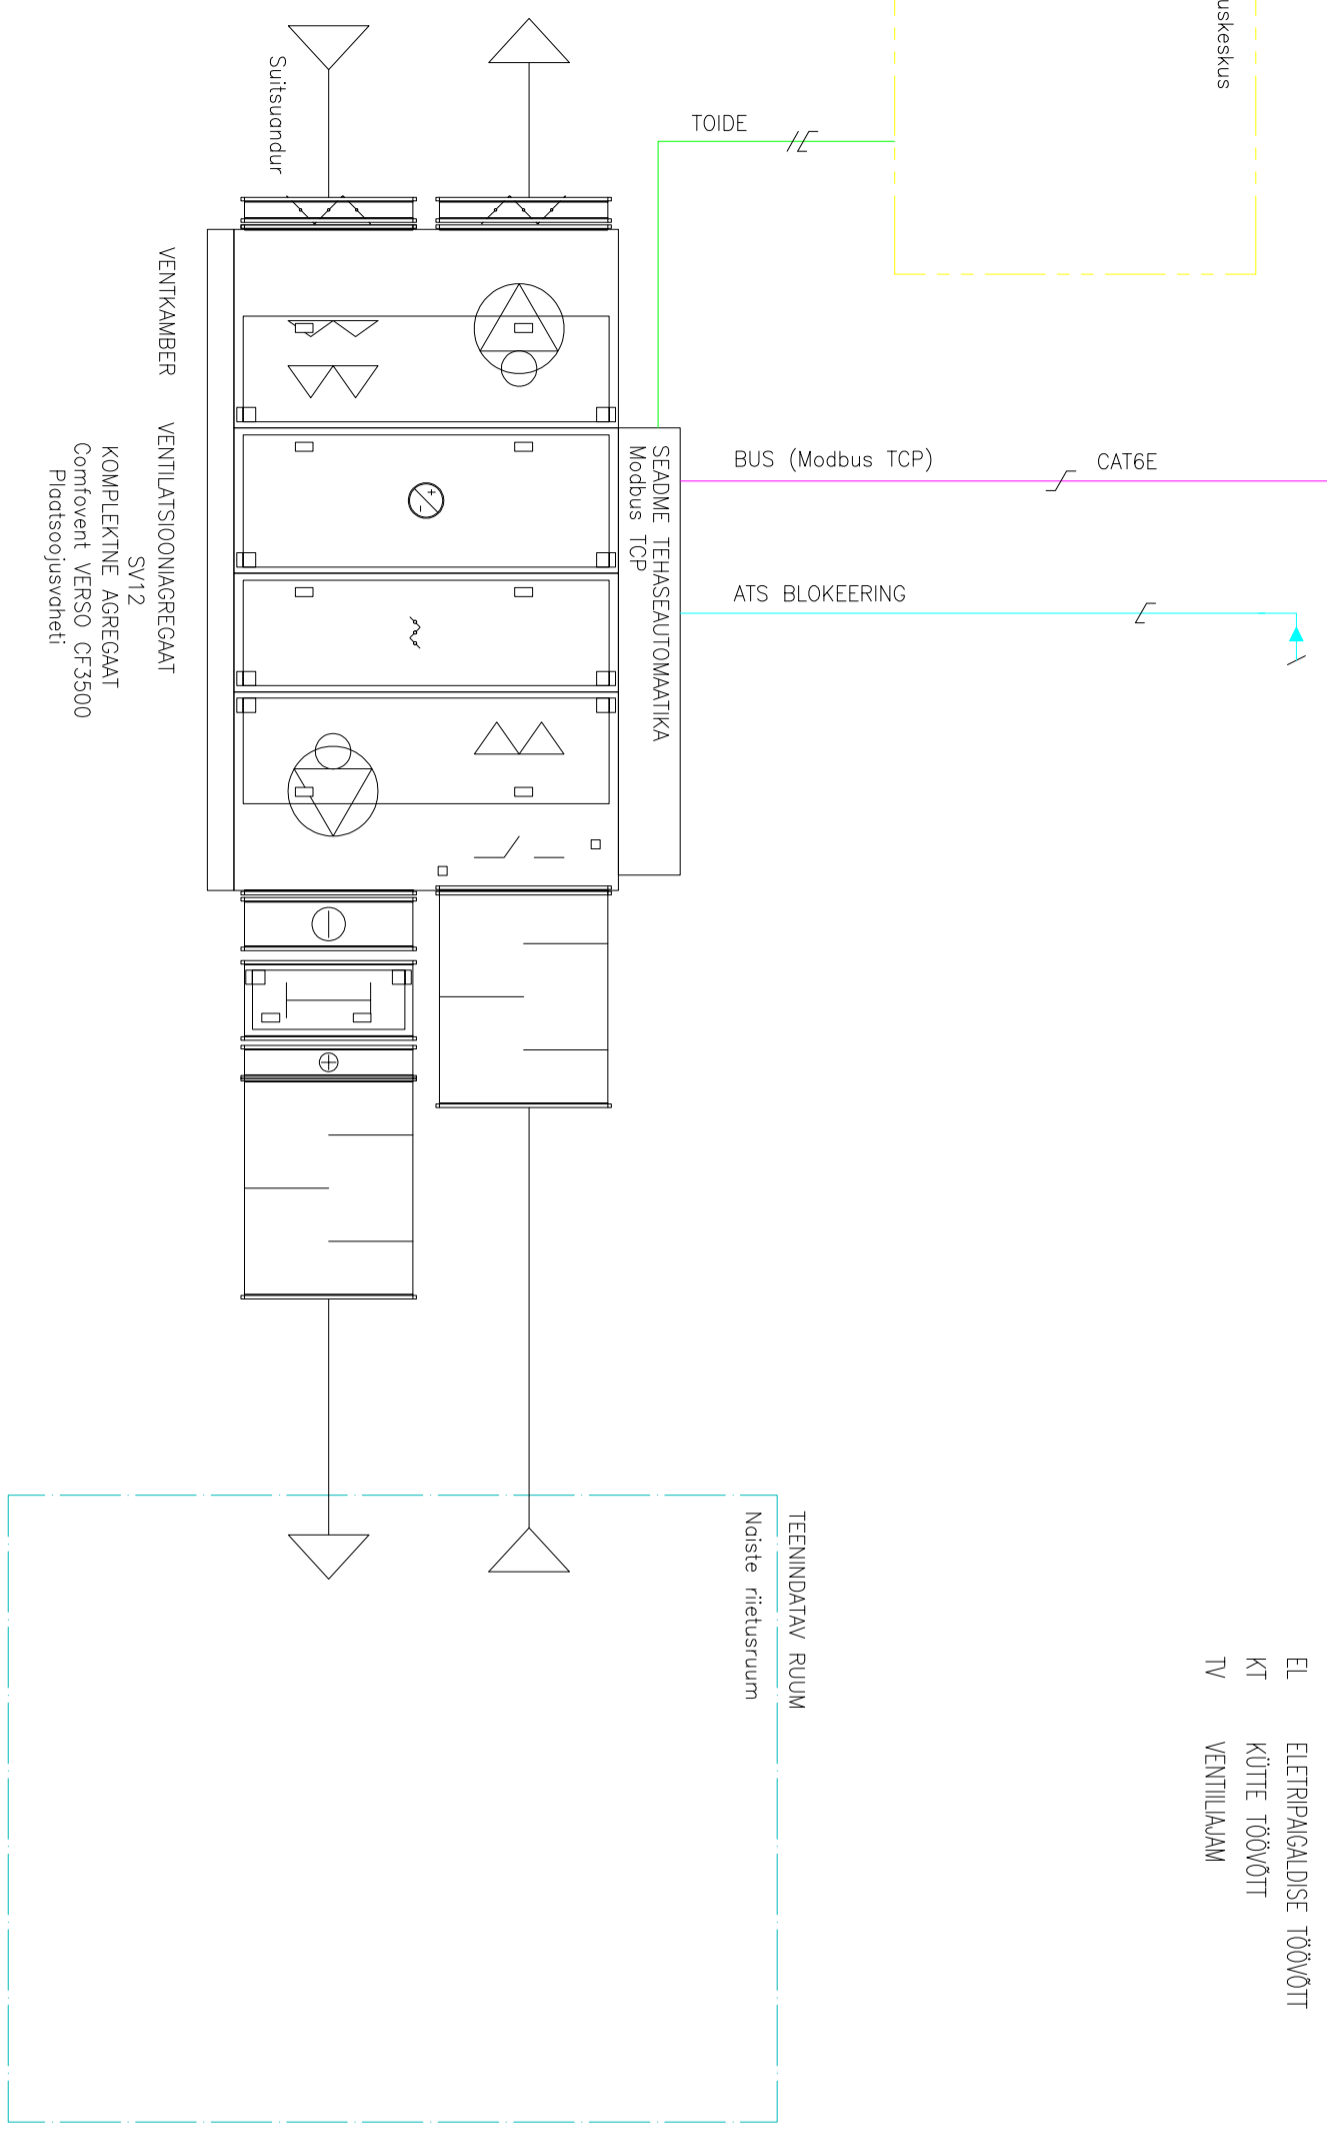 uskeskus
TOIDE
Suitsuandur
VENTKAMBER
VENTILATSIOONIAGREGAAT
SV12
KOMPLEKTNE AGREGAAT
Comfovent VERSO CF3500
Plaatsoojusvaheti
SEADME TEHASEAUTOMAATIKA
Modbus TCP
BUS (Modbus TCP)
CAT6E
ATS BLOKEERING
TEENINDATAV RUUM
Naiste riietusruum
EL ELETRIPAIGALDISE TÖÖVÕTT
KT KÜTTE TÖÖVÕTT
TV VENTIILIAJAM